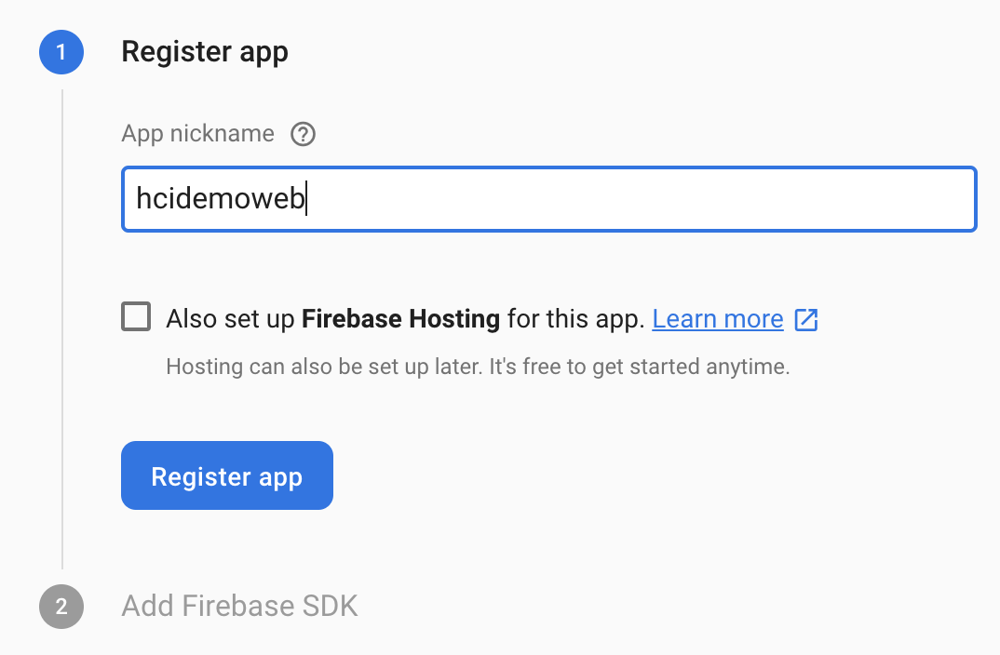 1 Register app
App nickname ?
hcidemoweb
Also set up Firebase Hosting for this app. Learn more
Hosting can also be set up later. It's free to get started anytime.
Register app
2 Add Firebase SDK